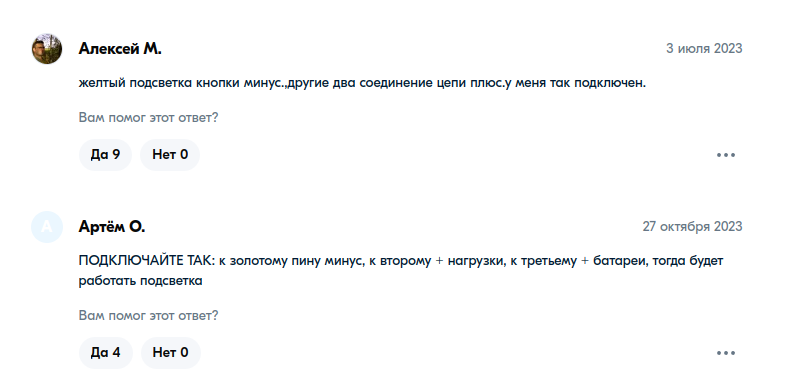 Алексей М.
3 июля 2023
желтый подсветка кнопки минус.,другие два соединение цепи плюс.у меня так подключен.
Вам помог этот ответ?
Да 9
Нет 0
А
Артём О.
27 октября 2023
ПОДКЛЮЧАЙТЕ ТАК: к золотому пину минус, к второму + нагрузки, к третьему + батареи, тогда будет
работать подсветка
Вам помог этот ответ?
Да 4
Нет 0